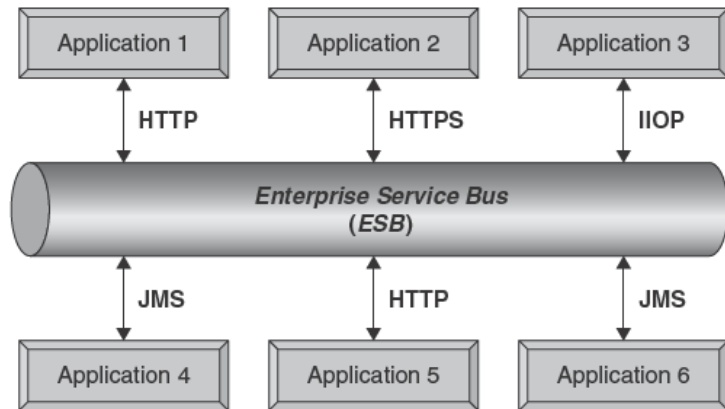 Application 1
Application 2
Application 3
HTTP
HTTPS
IIOP
Enterprise Service Bus
(ESB)
JMS
HTTP
JMS
Application 4
Application 5
Application 6